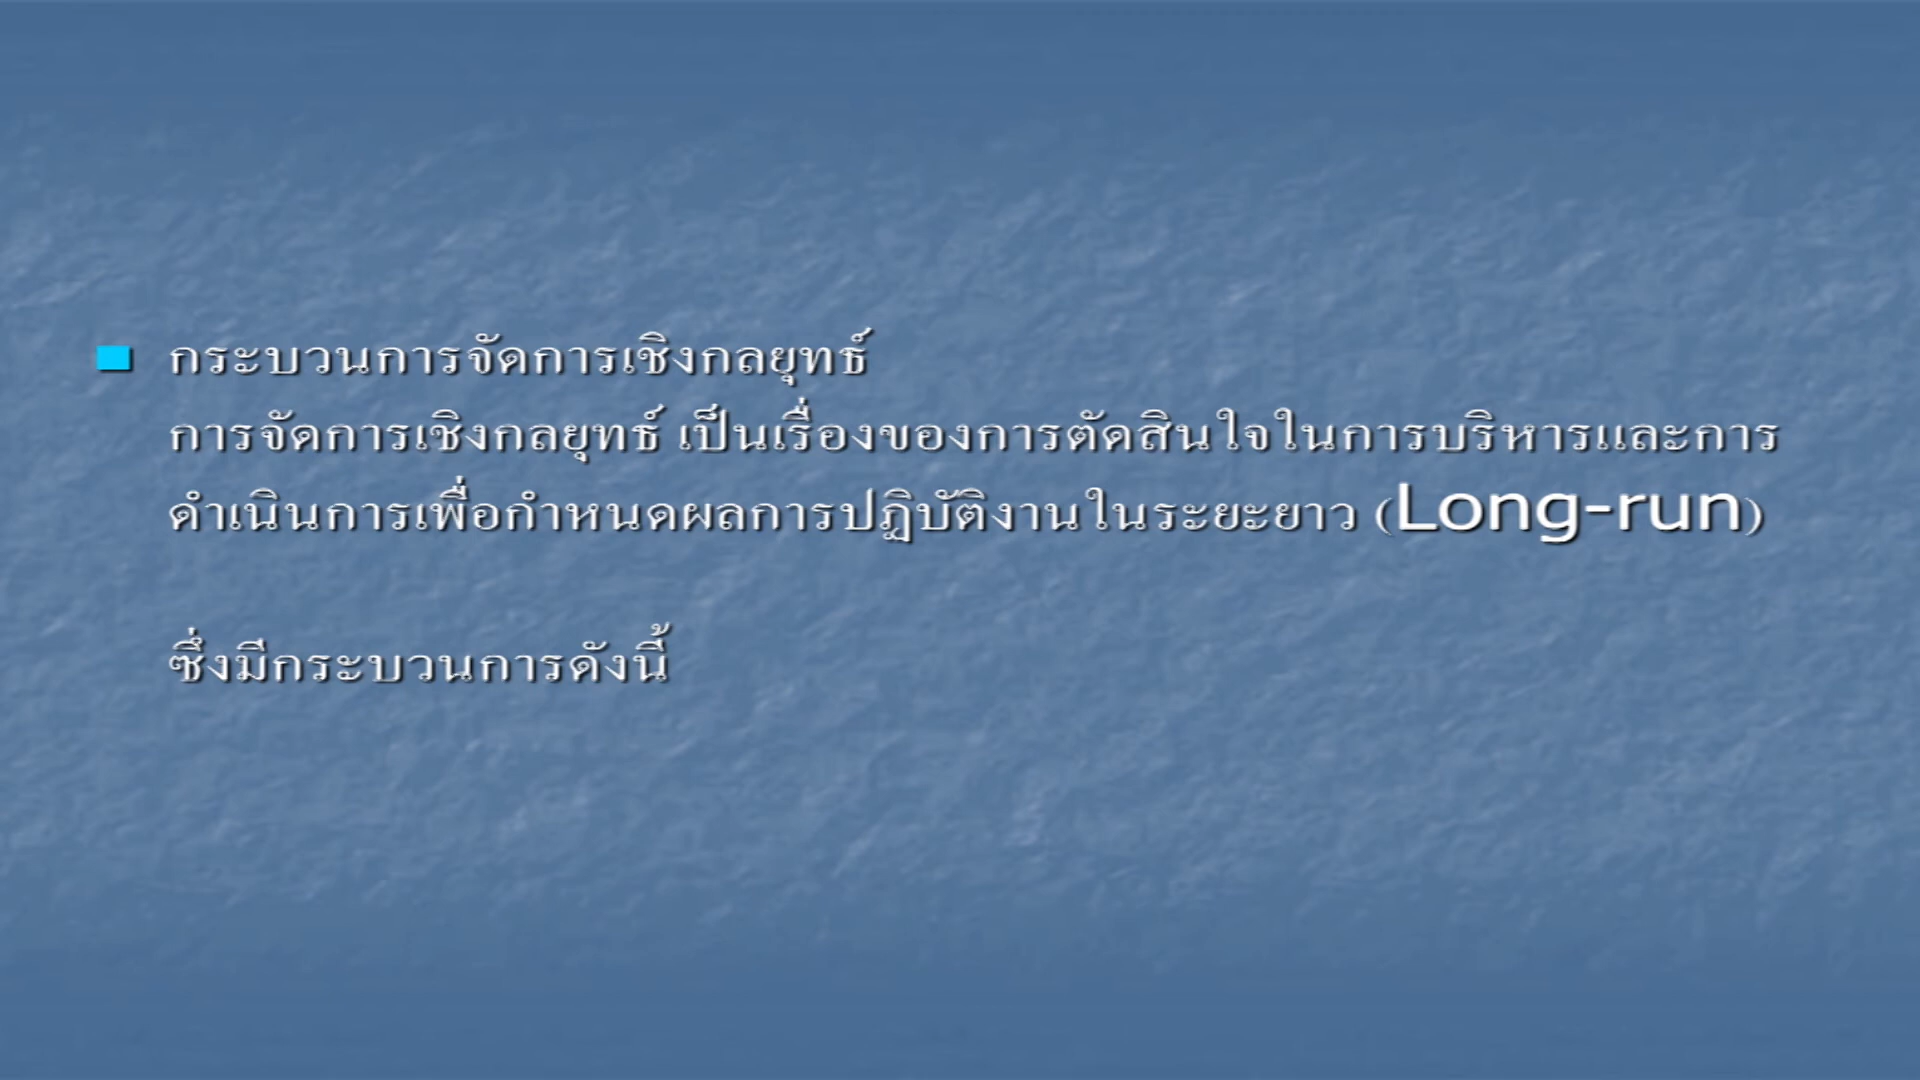 กระบวนการจัดการเชิงกลยุทธ์
การจัดการเชิงกลยุทธ์ เป็นเรื่องของการตัดสินใจในการบริหารและการ
ดำเนินการเพื่อกำหนดผลการปฏิบัติงานในระยะยาว (Long-run)
ซึ่งมีกระบวนการดังนี้